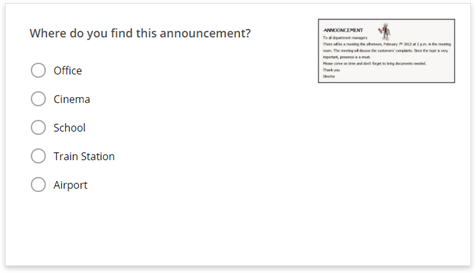 Where do you find this announcement?
Office
Cinema
School
Train Station
Airport
ANNOUNCEMENT
To all department managers
There will be a meeting this afternoon, February 7th 2012 at 2 p.m. in the meeting
room. The meeting will discuss the customers' complaints. Since the topic is very
important, presence is a must.
Please come on time and don't forget to bring documents needed.
Thank you
Director